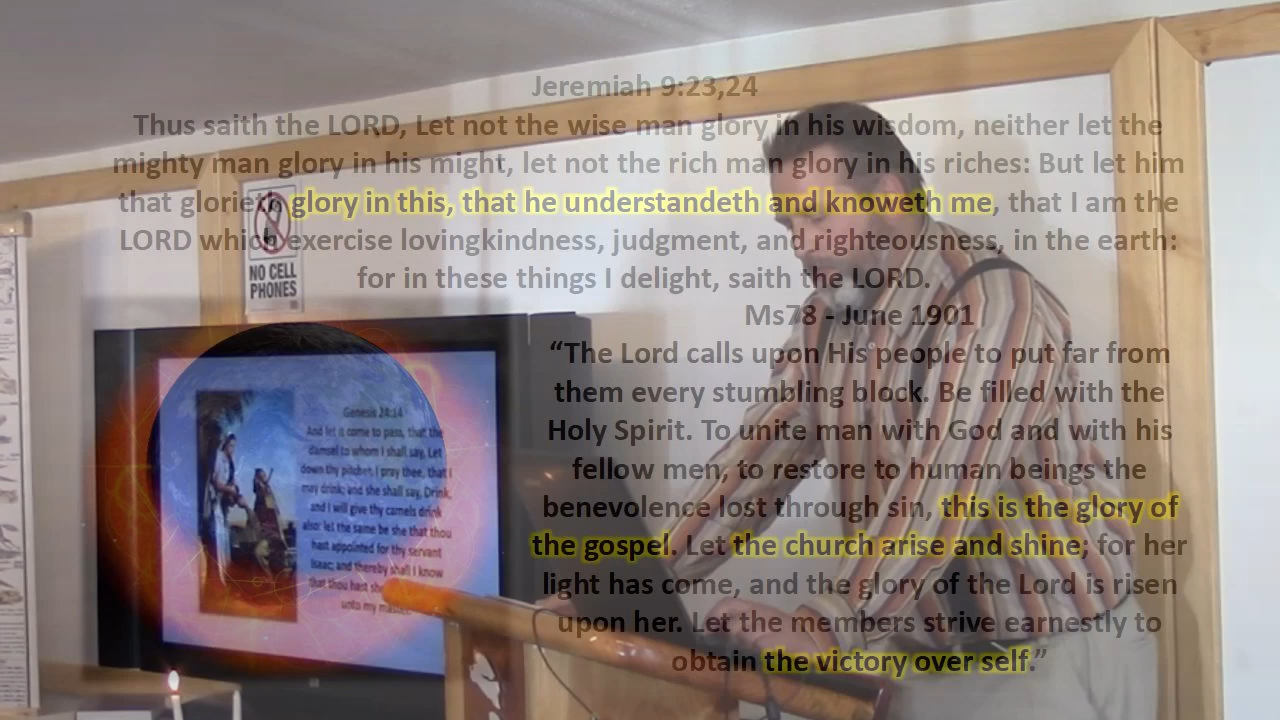 Jeremiah 9:23,24
Thus saith the LORD, Let not the wise man glory in his wisdom, neither let the
mighty man glory in his might, let not the rich man glory in his riches: But let him
that glorieth glory in this, that he understandeth and knoweth me, that I am the
LORD which exercise lovingkindness, judgment, and righteousness, in the earth:
for in these things I delight, saith the LORD.
Ms78 - June 1901
“The Lord calls upon His people to put far from
them every stumbling block. Be filled with the
Holy Spirit. To unite man with God and with his
fellow men, to restore to human beings the
benevolence lost through sin, this is the glory of
the gospel. Let the church arise and shine; for her
light has come, and the glory of the Lord is risen
upon her. Let the members strive earnestly to
obtain the victory over self.”
NO CELL
PHONES
Genesis 24:14
And let it come to pass, that the
damsel to whom I shall say, Let
down thy pitcher, I pray thee, that I
may drink; and she shall say, Drink,
and I will give thy camels drink
also: let the same be she that thou
hast appointed for thy servant
Isaac; and thereby shall I know
that thou hast
unto my master.